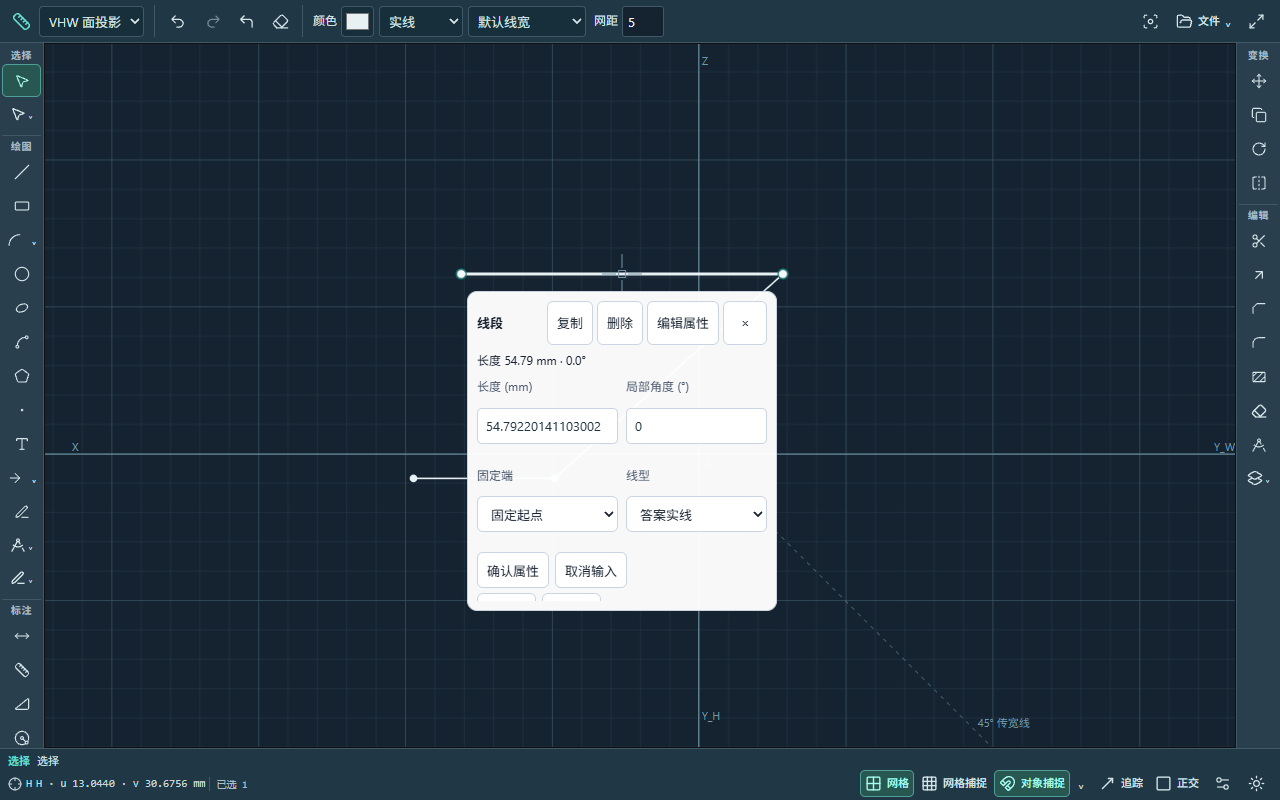 VHW 面投影
颜色
实线
默认线宽
网距
5
文件
选择
绘图
标注
变换
编辑
Z
X
Y_W
Y_H
45° 传宽线
线段
复制
删除
编辑属性
×
长度 54.79 mm · 0.0°
长度 (mm)
局部角度 (°)
54.79220141103002
0
固定端
线型
固定起点
答案实线
确认属性
取消输入
选择 选择
H H · u 13.0440 · v 30.6756 mm
已选 1
网格
网格捕捉
对象捕捉
追踪
正交